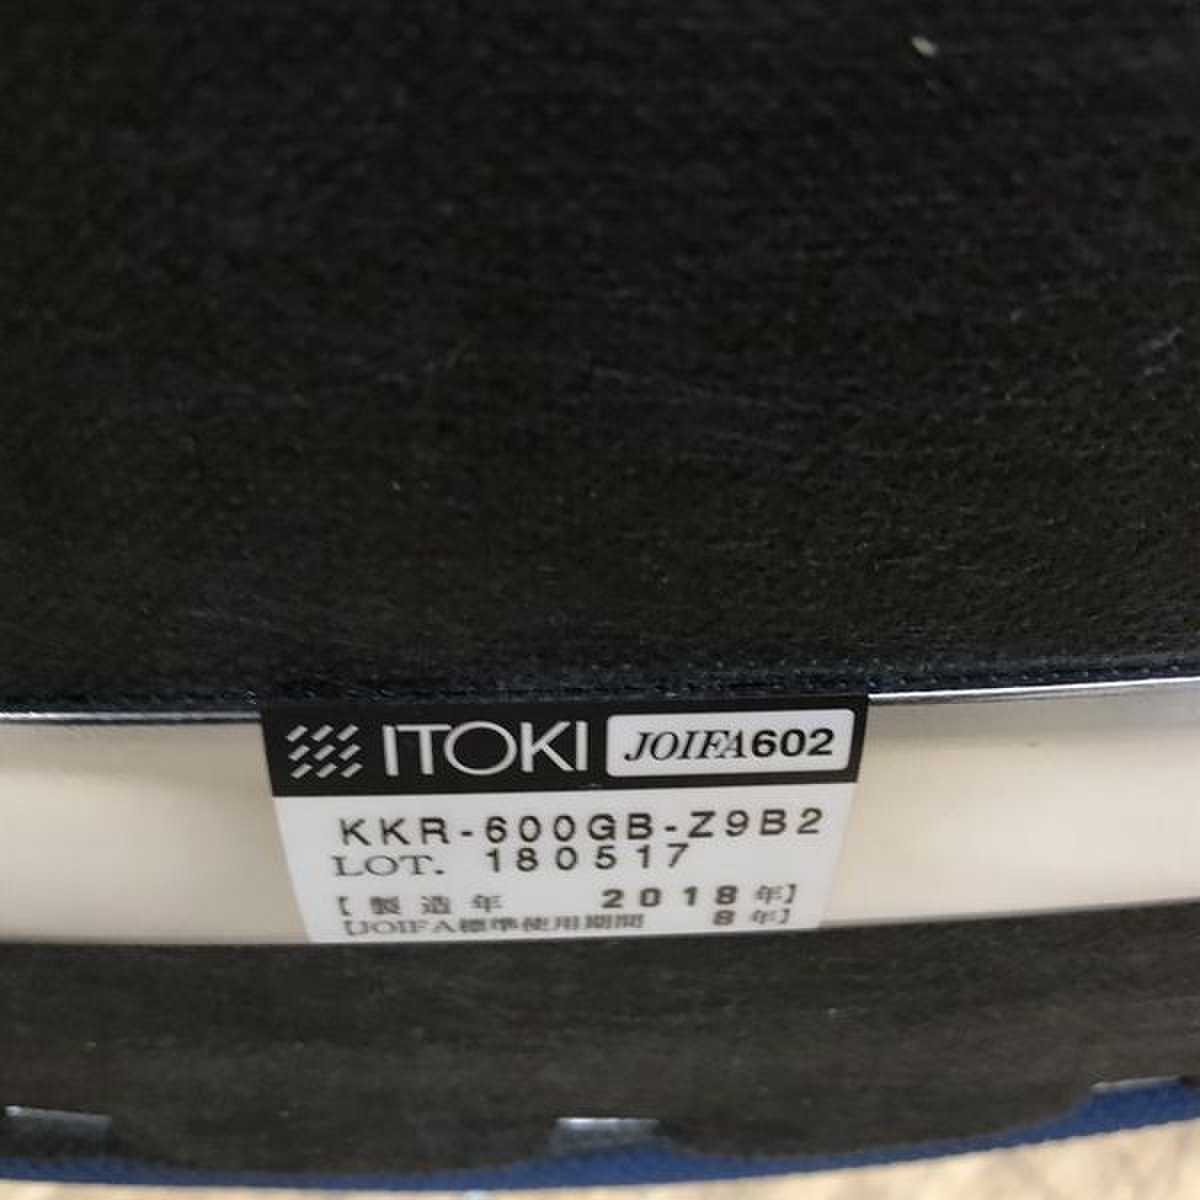 ITOKI JOIFA602
KKR-600GB-Z9B2
LOT. 180517
【製造年 2018年】
【JOIFA標準使用期間 8年】